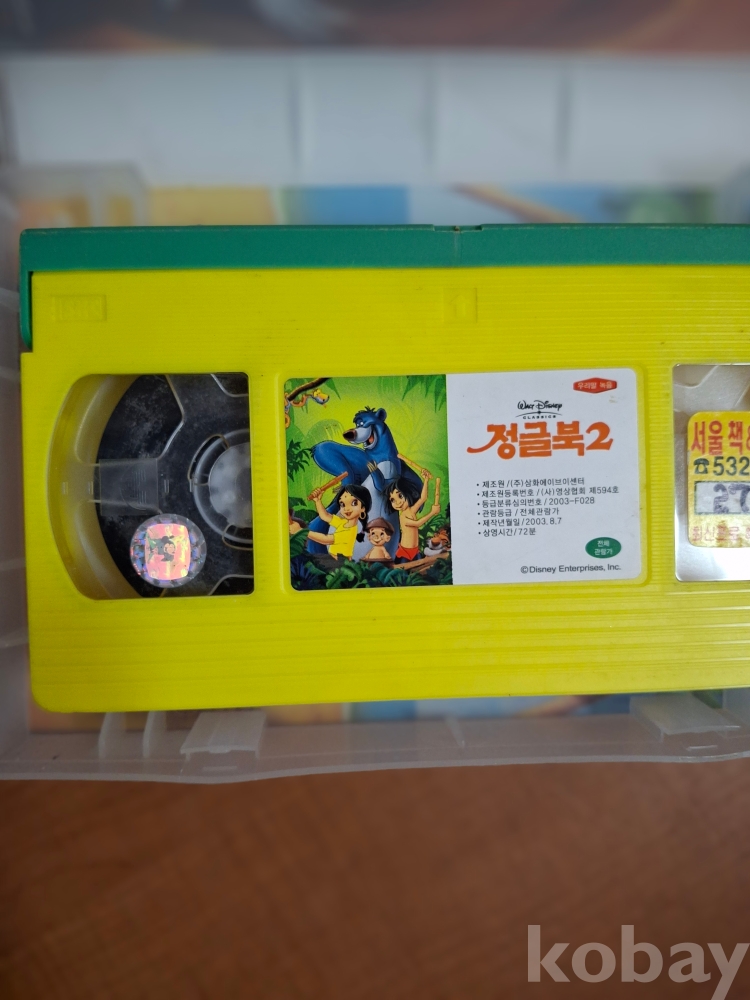 우리말 녹음
WALT DISNEY
CLASSICS
정글북2
• 제조원/(주)삼화에이브이센터
• 제조원등록번호/(사)영상협회 제594호
• 등급분류심의번호/2003-F028
• 관람등급/전체관람가
• 제작년월일/2003.8.7
• 상영시간/72분
전체
관람가
©Disney Enterprises, Inc.
서울 책
☎532
27
kobay